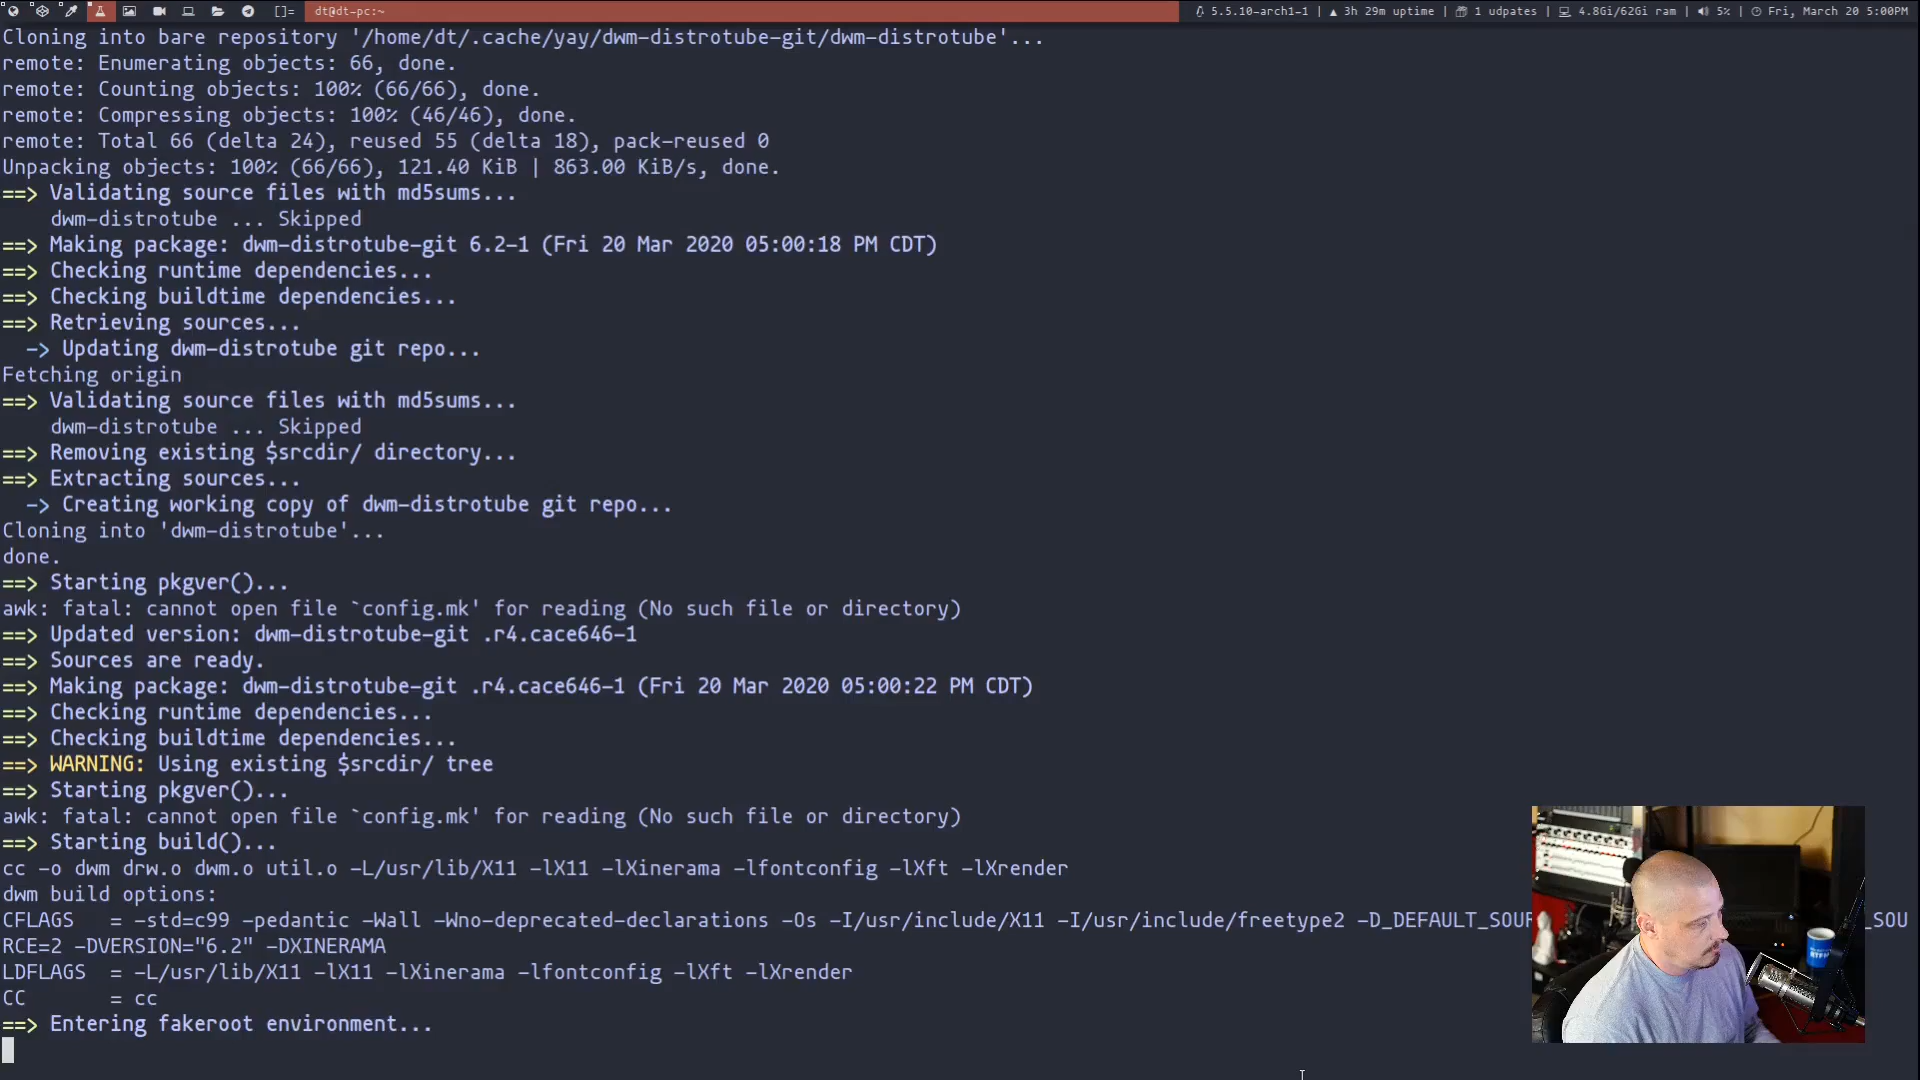 []= dt@dt-pc:~ 5.5.10-arch1-1 | ▲ 3h 29m uptime | 1 udpates | 4.8Gi/62Gi ram | 5% | Fri, March 20 5:00PM
Cloning into bare repository '/home/dt/.cache/yay/dwm-distrotube-git/dwm-distrotube'...
remote: Enumerating objects: 66, done.
remote: Counting objects: 100% (66/66), done.
remote: Compressing objects: 100% (46/46), done.
remote: Total 66 (delta 24), reused 55 (delta 18), pack-reused 0
Unpacking objects: 100% (66/66), 121.40 KiB | 863.00 KiB/s, done.
==> Validating source files with md5sums...
    dwm-distrotube ... Skipped
==> Making package: dwm-distrotube-git 6.2-1 (Fri 20 Mar 2020 05:00:18 PM CDT)
==> Checking runtime dependencies...
==> Checking buildtime dependencies...
==> Retrieving sources...
  -> Updating dwm-distrotube git repo...
Fetching origin
==> Validating source files with md5sums...
    dwm-distrotube ... Skipped
==> Removing existing $srcdir/ directory...
==> Extracting sources...
  -> Creating working copy of dwm-distrotube git repo...
Cloning into 'dwm-distrotube'...
done.
==> Starting pkgver()...
awk: fatal: cannot open file `config.mk' for reading (No such file or directory)
==> Updated version: dwm-distrotube-git .r4.cace646-1
==> Sources are ready.
==> Making package: dwm-distrotube-git .r4.cace646-1 (Fri 20 Mar 2020 05:00:22 PM CDT)
==> Checking runtime dependencies...
==> Checking buildtime dependencies...
==> WARNING: Using existing $srcdir/ tree
==> Starting pkgver()...
awk: fatal: cannot open file `config.mk' for reading (No such file or directory)
==> Starting build()...
cc -o dwm drw.o dwm.o util.o -L/usr/lib/X11 -lX11 -lXinerama -lfontconfig -lXft -lXrender
dwm build options:
CFLAGS   = -std=c99 -pedantic -Wall -Wno-deprecated-declarations -Os -I/usr/include/X11 -I/usr/include/freetype2 -D_DEFAULT_SOUR _SOU
RCE=2 -DVERSION="6.2" -DXINERAMA
LDFLAGS  = -L/usr/lib/X11 -lX11 -lXinerama -lfontconfig -lXft -lXrender
CC       = cc
==> Entering fakeroot environment...